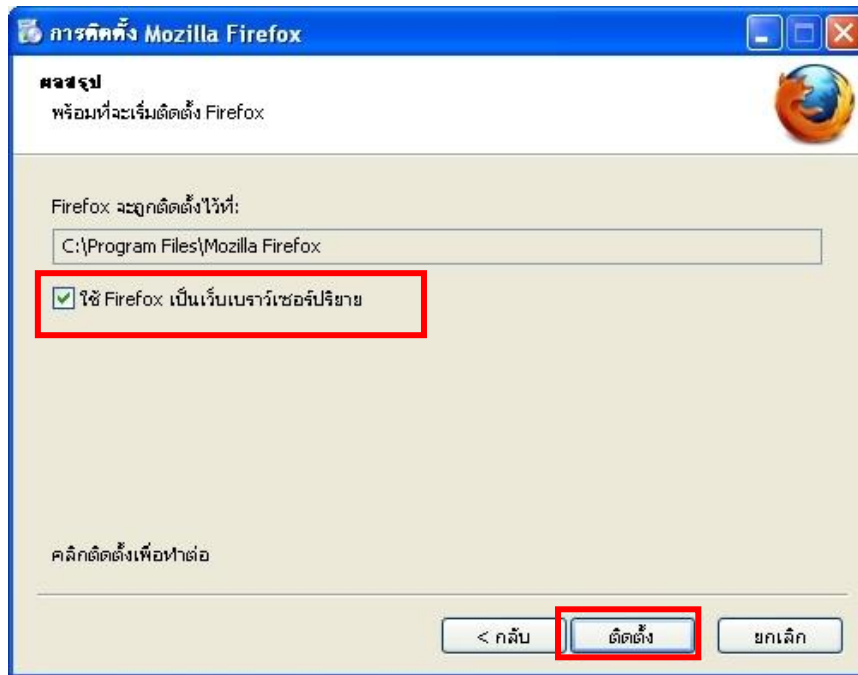 การติดตั้ง Mozilla Firefox
ผลสรุป
พร้อมที่จะเริ่มติดตั้ง Firefox
Firefox จะถูกติดตั้งไว้ที่:
C:\Program Files\Mozilla Firefox
ใช้ Firefox เป็นเว็บเบราว์เซอร์ปริยาย
คลิกติดตั้งเพื่อทำต่อ
< กลับ ติดตั้ง ยกเลิก